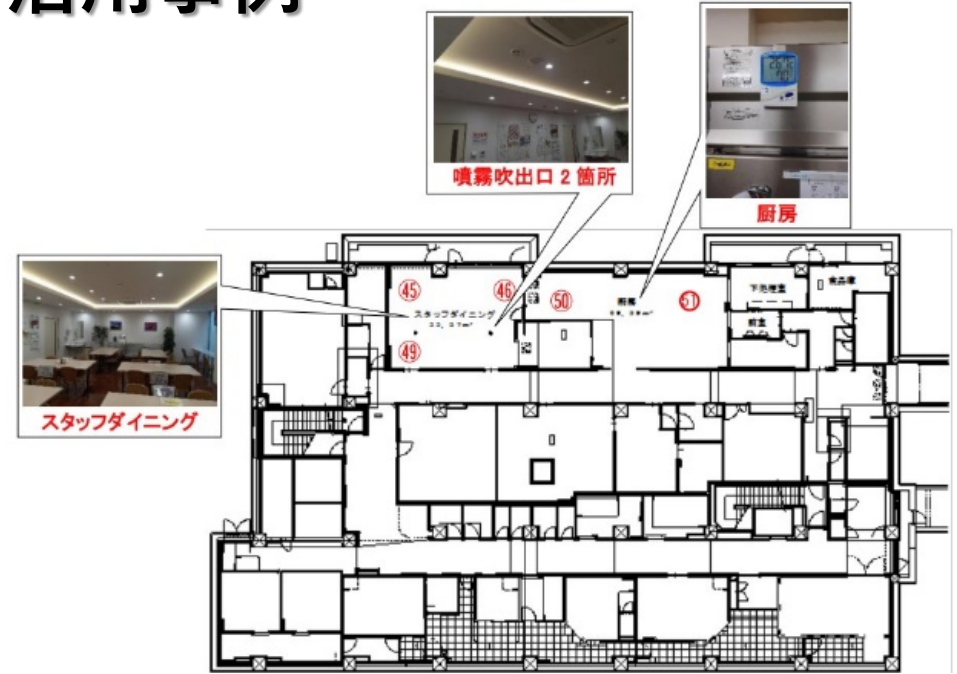 活用事例
噴霧吹出口2箇所
厨房
スタッフダイニング
㊺
㊻
㊿
厨房
51
スタッフダイニング
㊾
下処理室
食品庫
前室